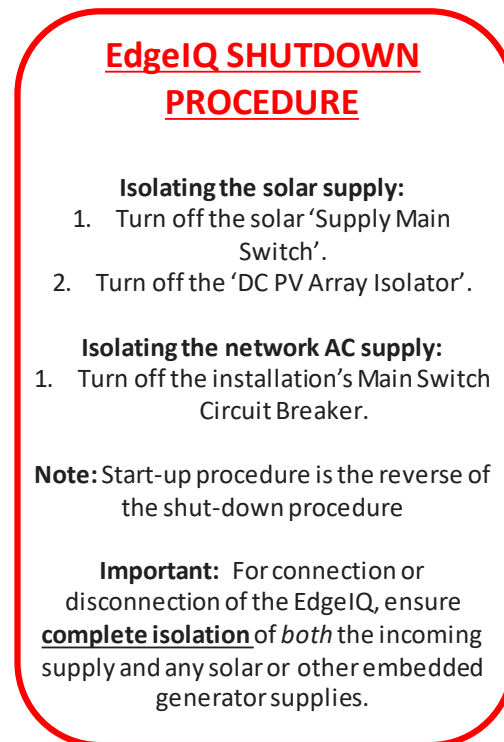 EdgeIQ SHUTDOWN
PROCEDURE
Isolating the solar supply:
1. Turn off the solar ‘Supply Main
Switch’.
2. Turn off the ‘DC PV Array Isolator’.
Isolating the network AC supply:
1. Turn off the installation’s Main Switch
Circuit Breaker.
Note: Start-up procedure is the reverse of
the shut-down procedure
Important: For connection or
disconnection of the EdgeIQ, ensure
complete isolation of both the incoming
supply and any solar or other embedded
generator supplies.